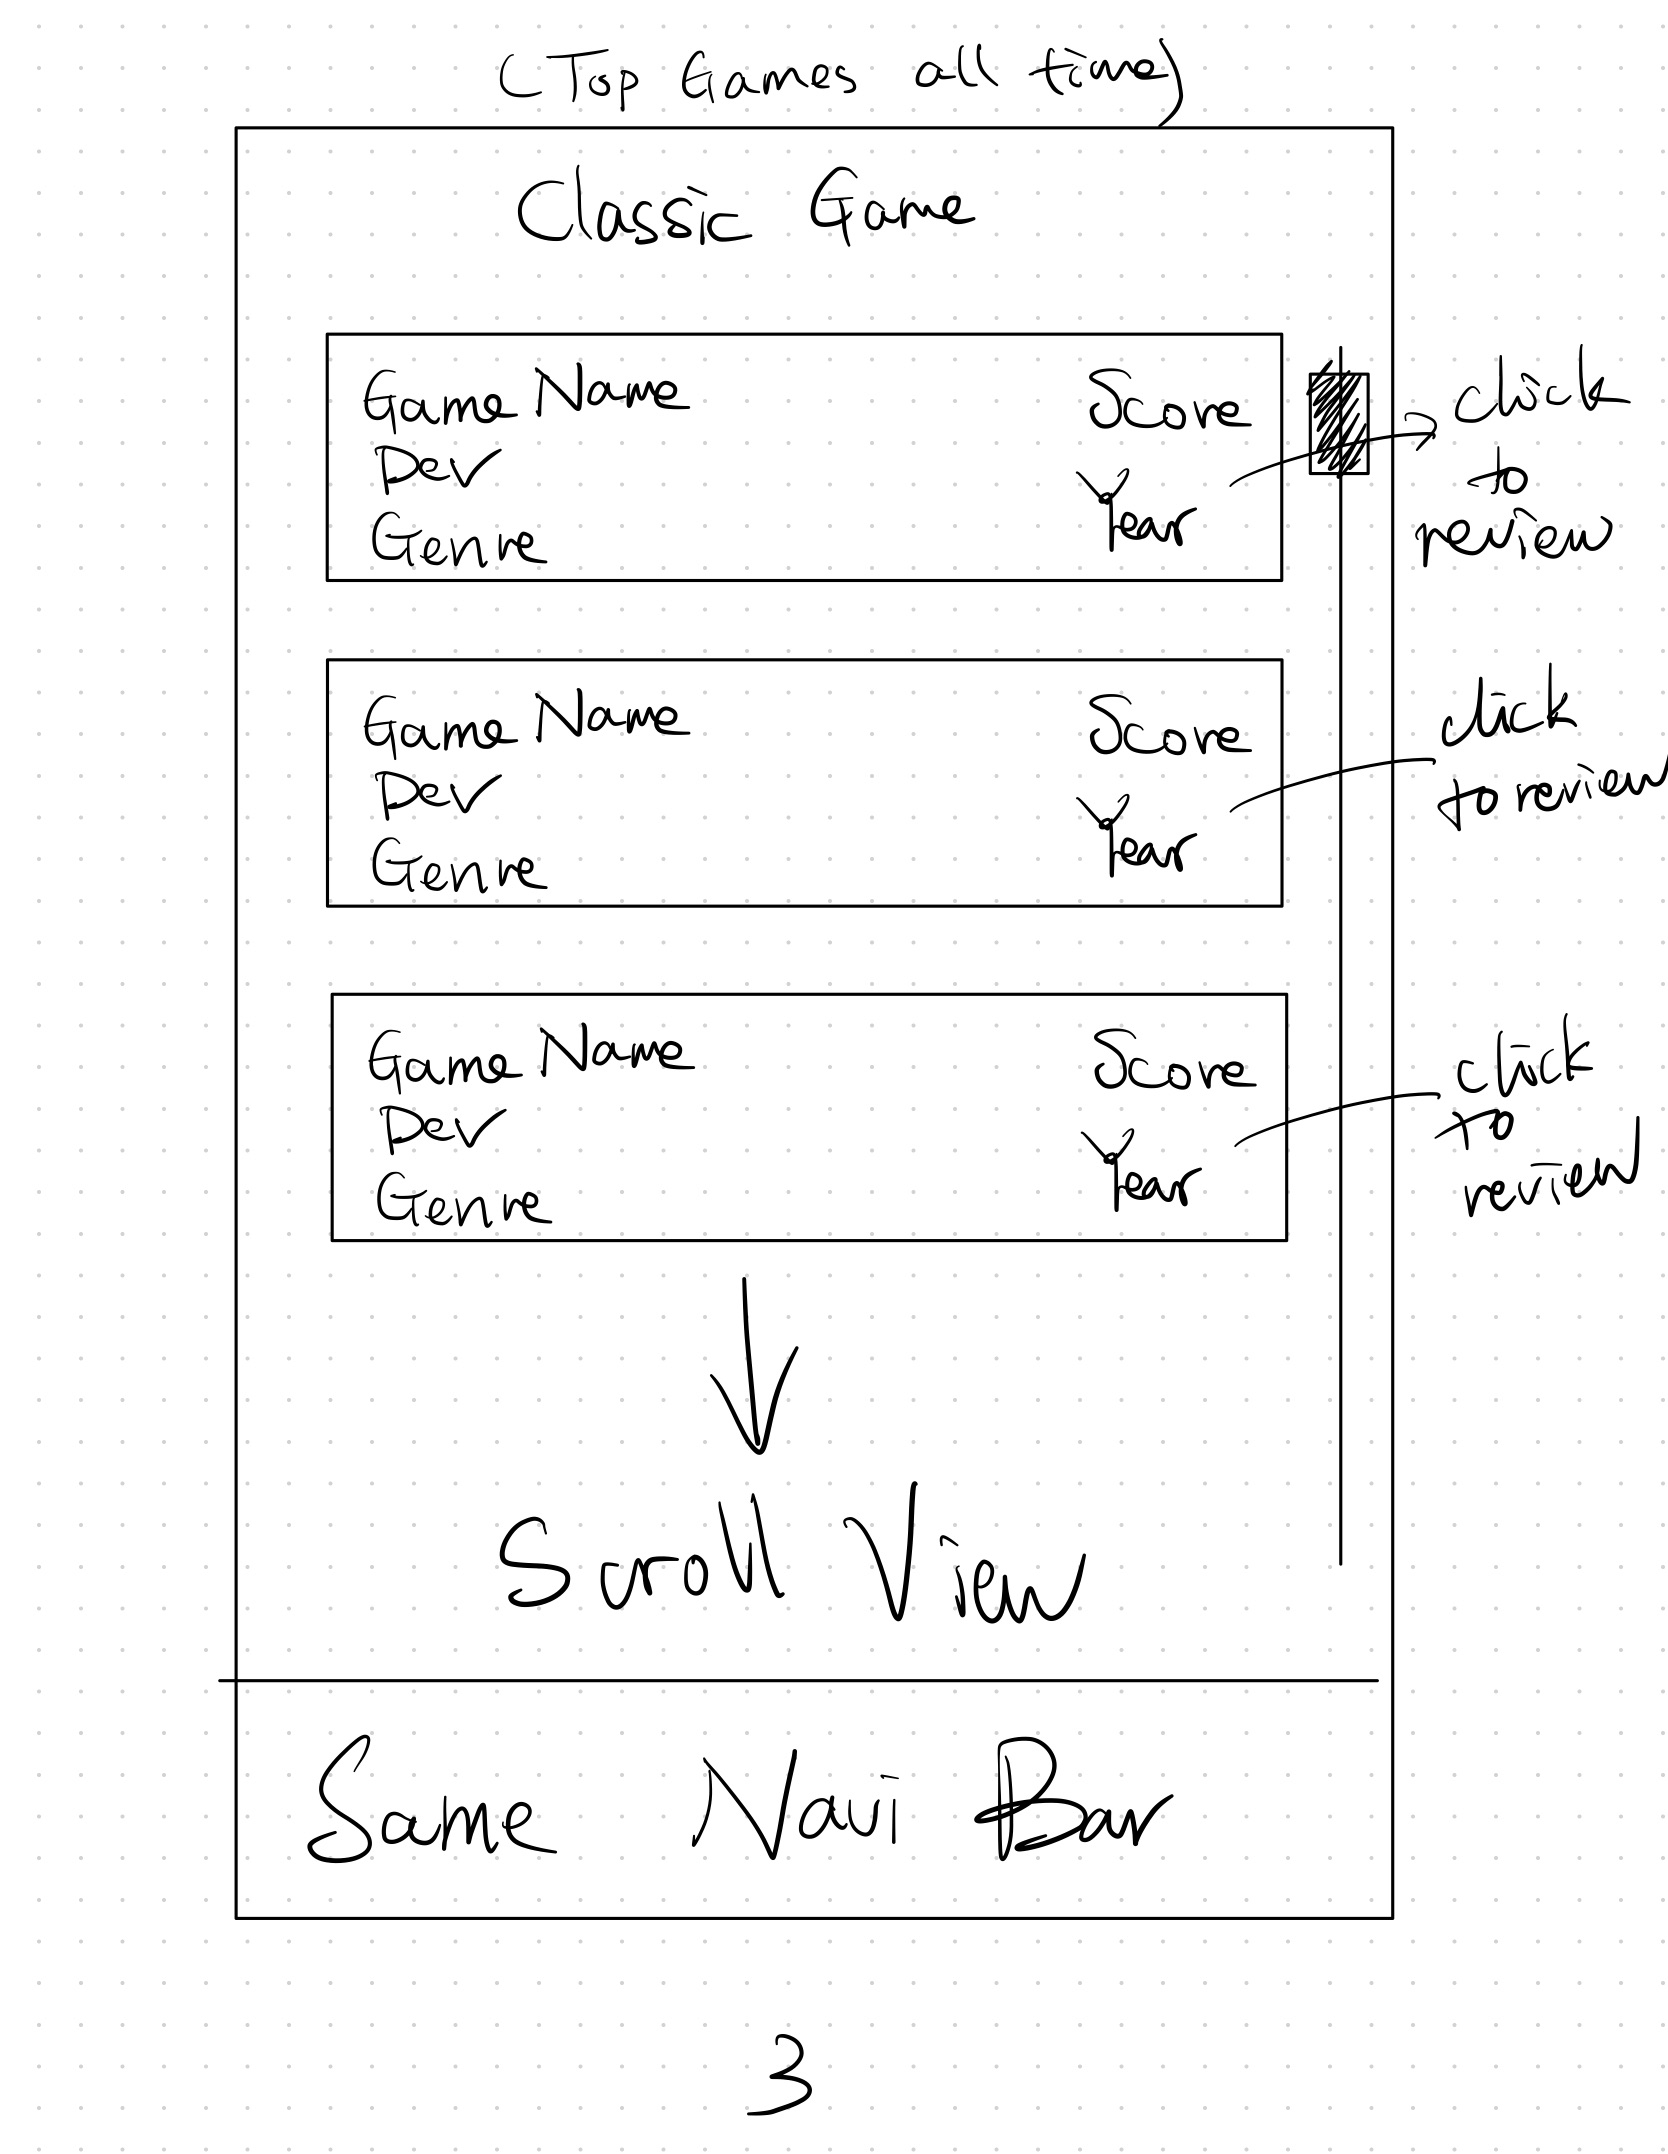 (Top Games all time)
Classic Game
Game Name Score
Dev
Year
Genre
click
to
review
Game Name Score
Dev
Year
Genre
click
to review
Game Name Score
Dev
Year
Genre
click
to
review
Scroll View
Same Navi Bar
3